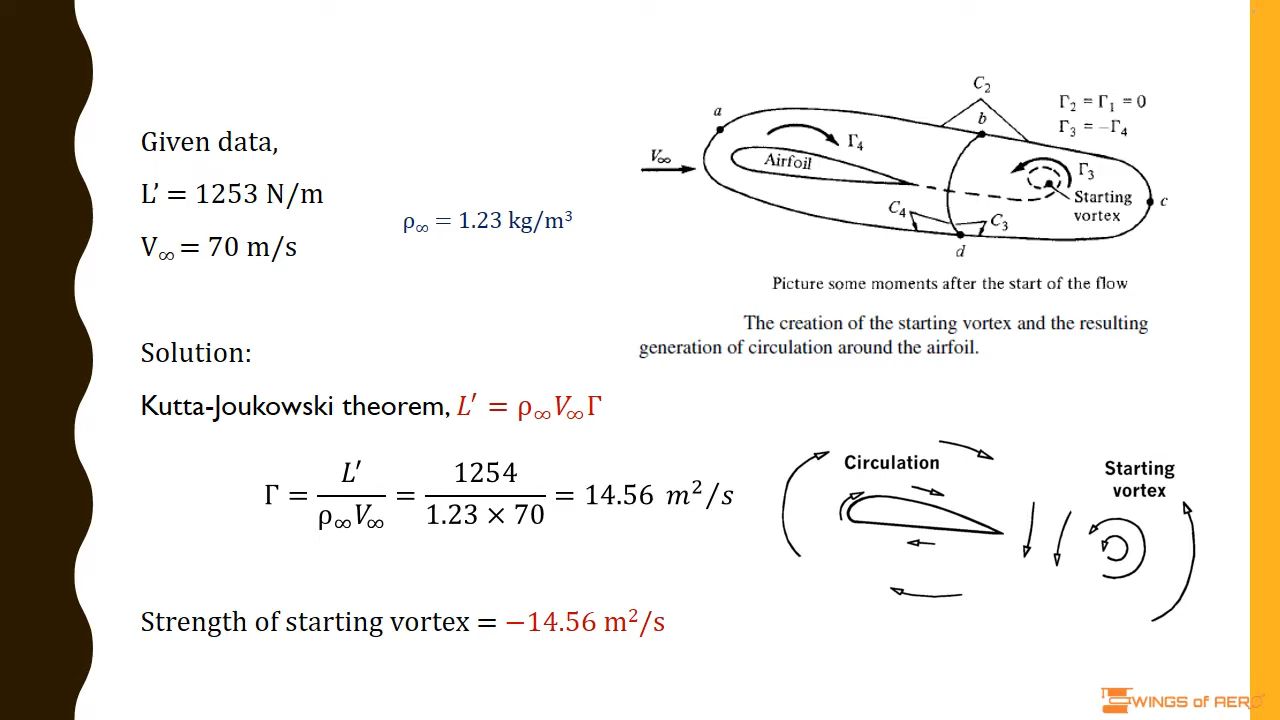 Given data,
L’ = 1253 N/m
ρ∞ = 1.23 kg/m³
V∞ = 70 m/s
Solution:
Kutta-Joukowski theorem, L′ = ρ∞V∞Γ
Γ = L′ / ρ∞V∞ = 1254 / 1.23 × 70 = 14.56 m²/s
Strength of starting vortex = −14.56 m²/s
C₂
Γ₂ = Γ₁ = 0
Γ₃ = −Γ₄
a
b
Γ₄
V∞
Airfoil
Γ₃
Starting
vortex
c
C₄
C₃
d
Picture some moments after the start of the flow
The creation of the starting vortex and the resulting
generation of circulation around the airfoil.
Circulation
Starting
vortex
WINGS OF AERO